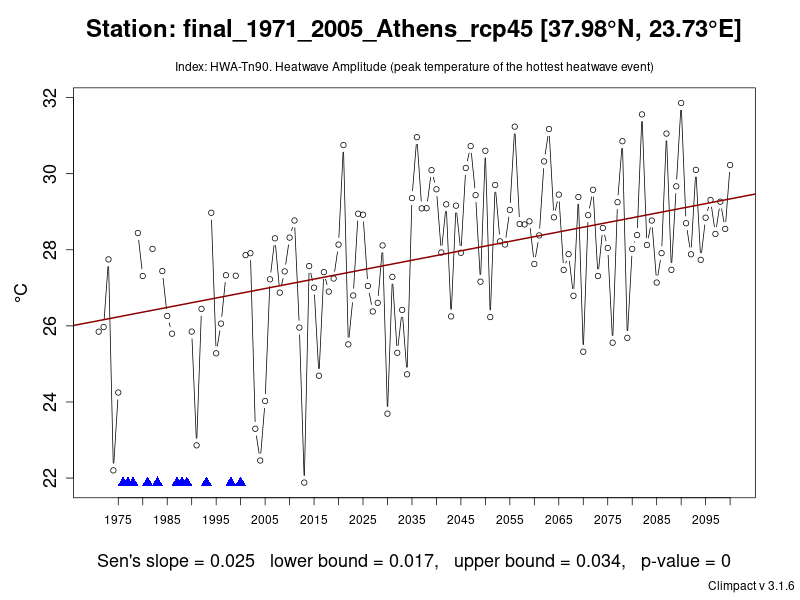 Station: final_1971_2005_Athens_rcp45 [37.98°N, 23.73°E]
Index: HWA-Tn90. Heatwave Amplitude (peak temperature of the hottest heatwave event)
32
30
28
26
24
22
°C
1975 1985 1995 2005 2015 2025 2035 2045 2055 2065 2075 2085 2095
Sen's slope = 0.025 lower bound = 0.017, upper bound = 0.034, p-value = 0
Climpact v 3.1.6